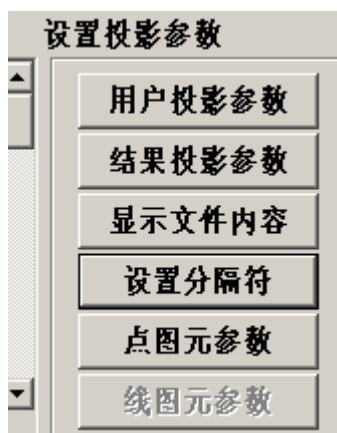 设置投影参数
用户投影参数
结果投影参数
显示文件内容
设置分隔符
点图元参数
线图元参数